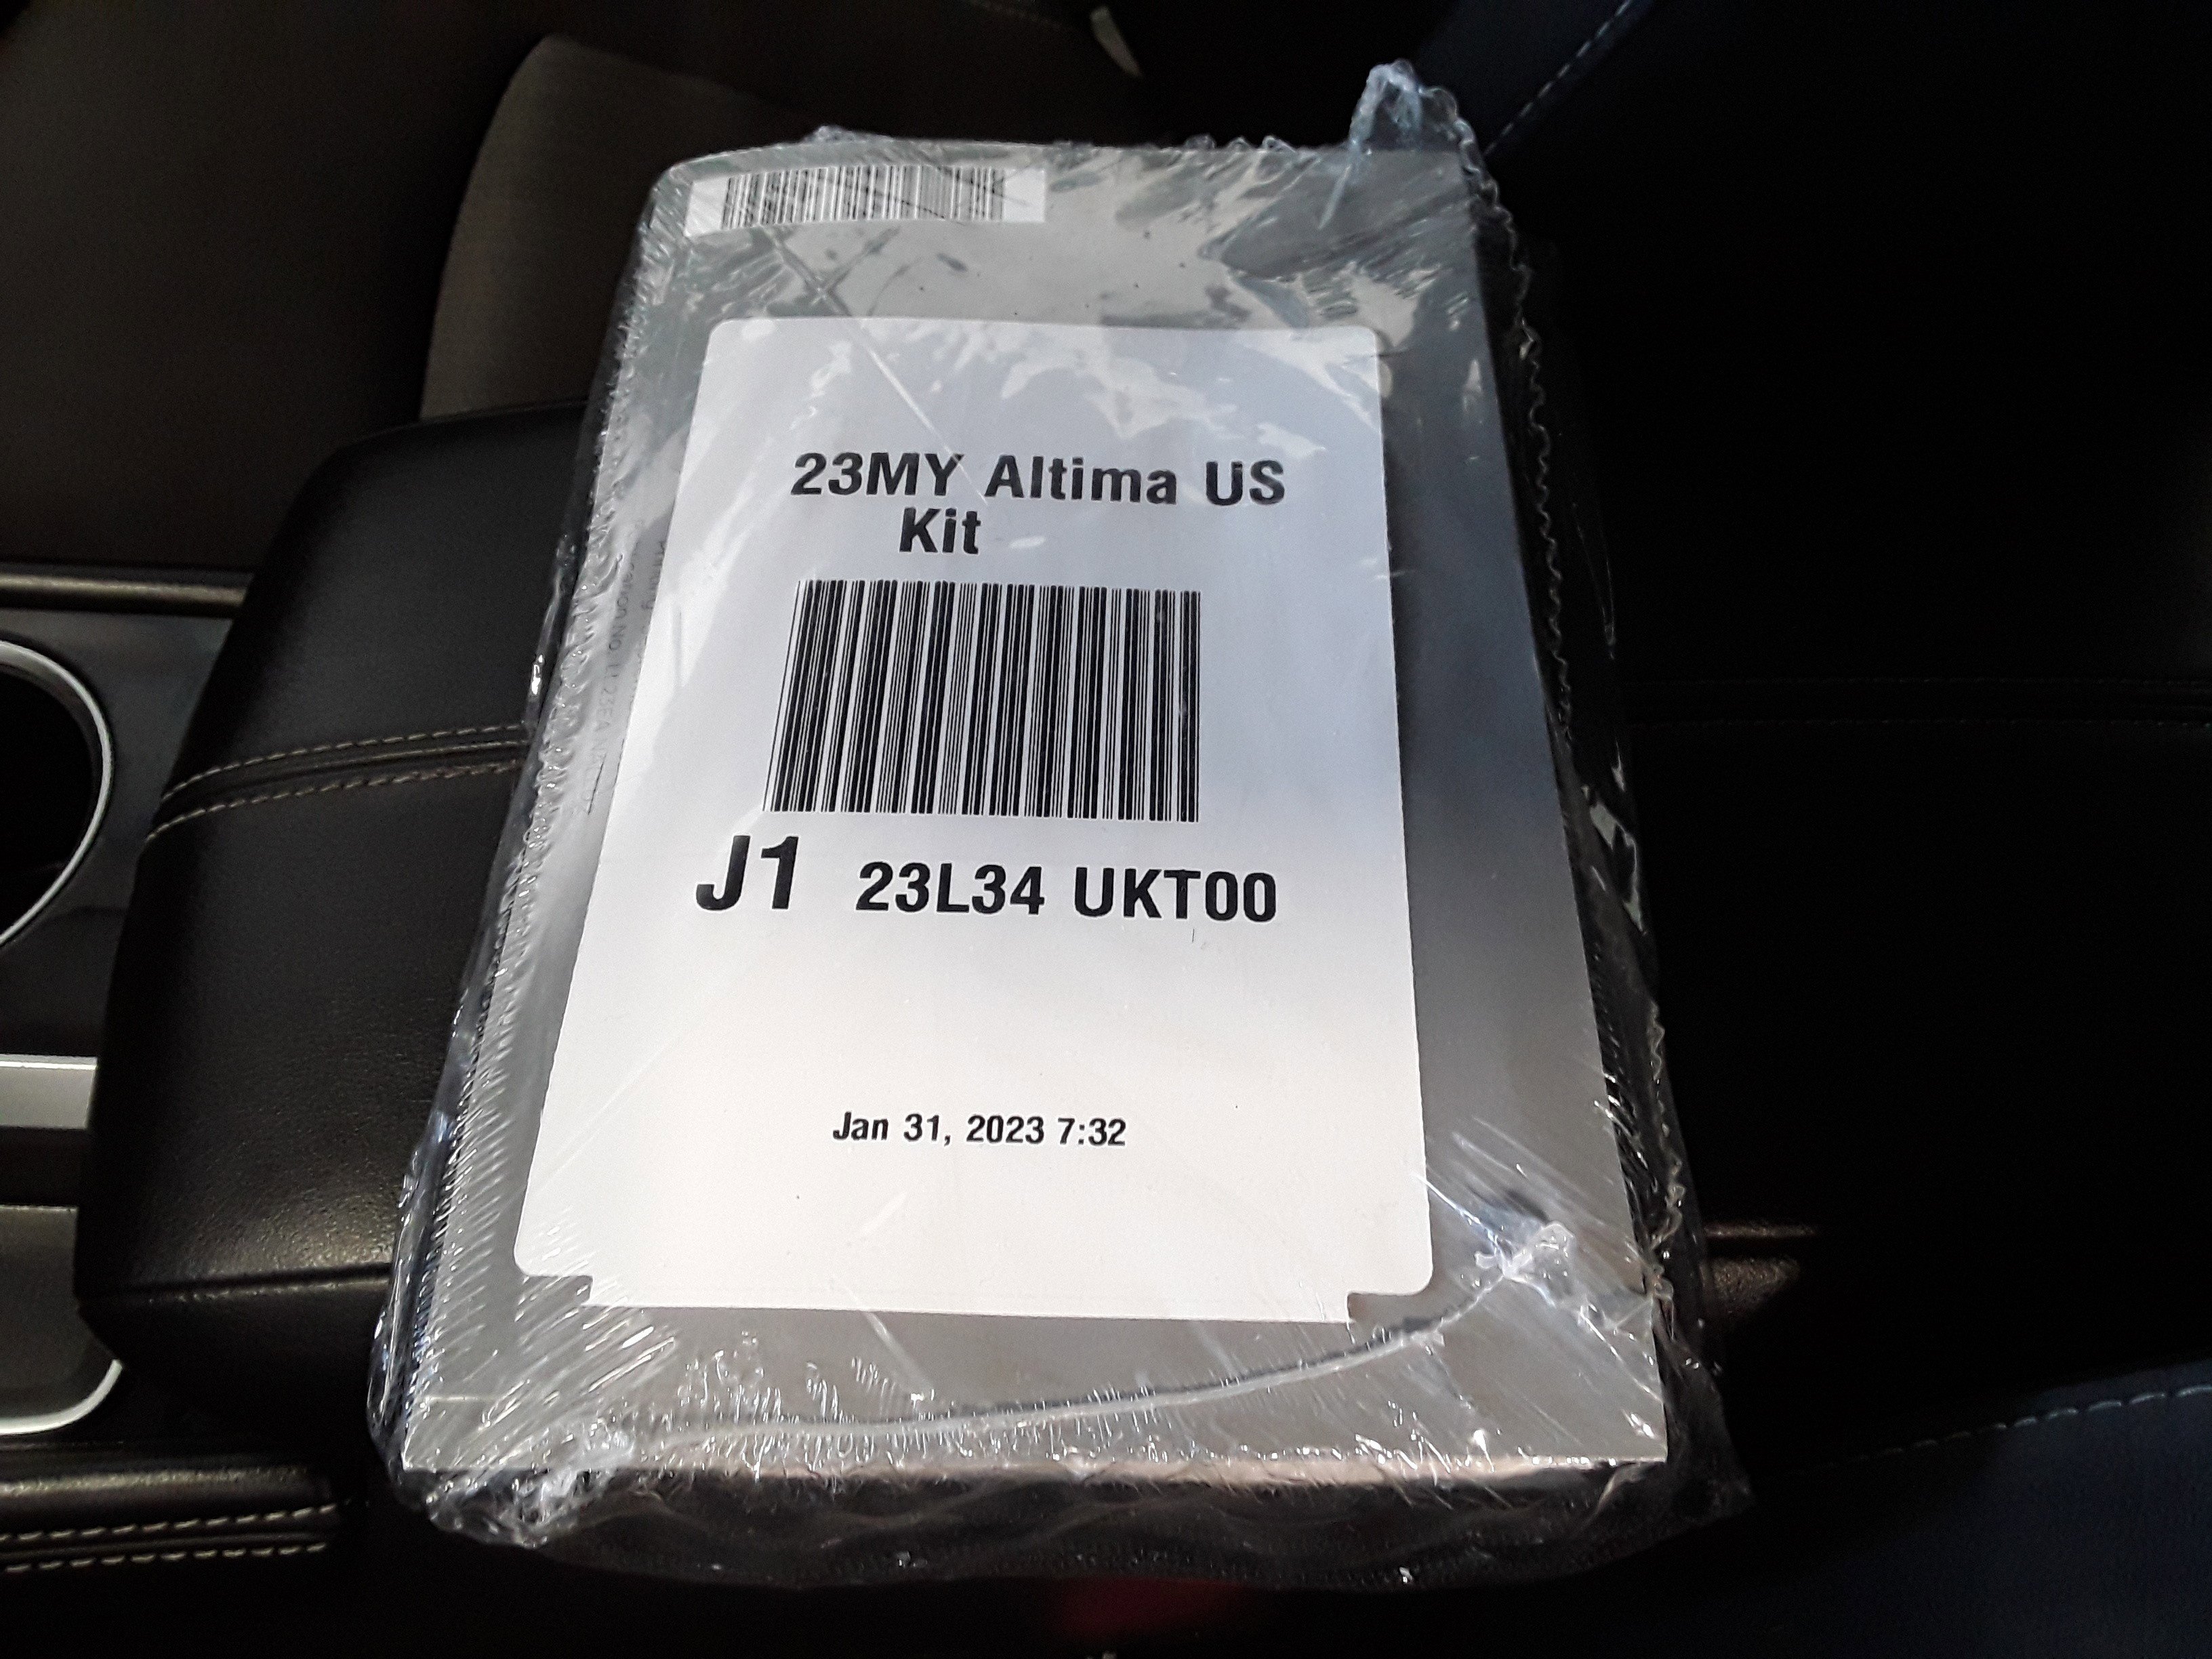 23MY Altima US
Kit
J1 23L34 UKT00
Jan 31, 2023 7:32